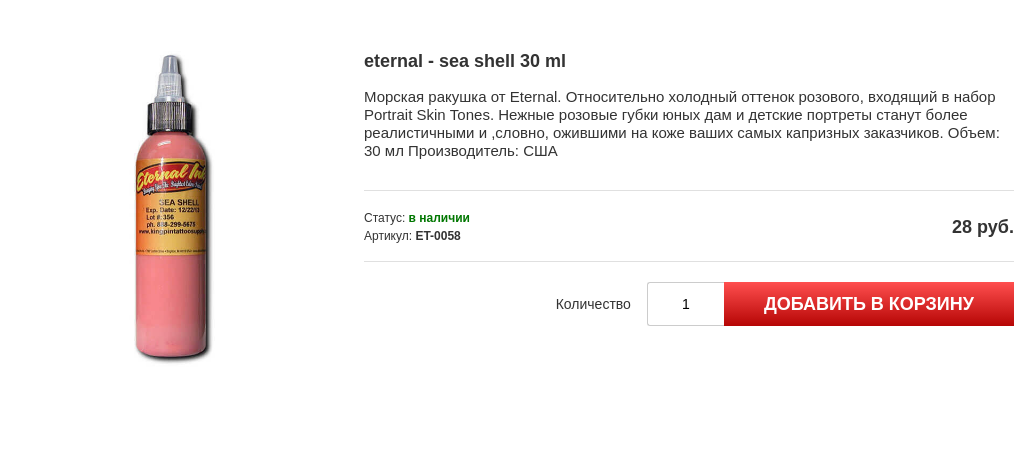 eternal - sea shell 30 ml
Морская ракушка от Eternal. Относительно холодный оттенок розового, входящий в набор
Portrait Skin Tones. Нежные розовые губки юных дам и детские портреты станут более
реалистичными и ,словно, ожившими на коже ваших самых капризных заказчиков. Объем:
30 мл Производитель: США
Eternal Ink
SEA SHELL
Exp. Date: 12/22/13
Lot #:356
ph. 888-299-5675
www.kingpintattoosupply
Статус: в наличии
Артикул: ET-0058
28 руб.
Количество
1
ДОБАВИТЬ В КОРЗИНУ